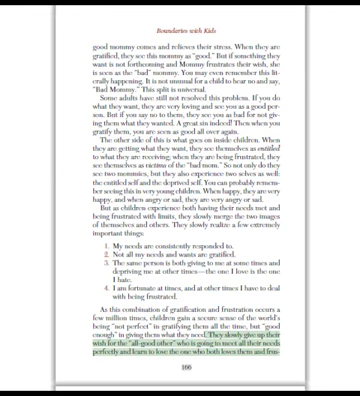 Boundaries with Kids
good mommy comes and relieves their stress. When they are
gratified, they see this mommy as "good." But if something they
want is not forthcoming and Mommy frustrates their wish, she
is seen as the "bad" mommy. You may even remember this lit-
erally happening. It is not unusual for a child to hear no and say,
"Bad Mommy." This split is universal.
Some adults have still not resolved this problem. If you do
what they want, they are very loving and see you as a good per-
son. But if you say no to them, they see you as bad for not giv-
ing them what they wanted. A great sin indeed! Then when you
gratify them, you are seen as good all over again.
The other side of this is what goes on inside children. When
they are getting what they want, they see themselves as entitled
to what they are receiving; when they are being frustrated, they
see themselves as victims of the "bad mom." So not only do they
see two mommies, but they also experience two selves as well:
the entitled self and the deprived self. You can probably remem-
ber seeing this in very young children. When happy, they are very
happy, and when angry or sad, they are very angry or sad.
But as children experience both having their needs met and
being frustrated with limits, they slowly merge the two images
of themselves and others. They slowly realize a few extremely
important things:
1. My needs are consistently responded to.
2. Not all my needs and wants are gratified.
3. The same person is both giving to me at some times and
depriving me at other times—the one I love is the one
I hate.
4. I am fortunate at times, and at other times I have to deal
with being frustrated.
As this combination of gratification and frustration occurs a
few million times, children gain a secure sense of the world's
being "not perfect" in gratifying them all the time, but "good
enough" in giving them what they need. They slowly give up their
wish for the "all-good other" who is going to meet all their needs
perfectly and learn to love the one who both loves them and frus-
166